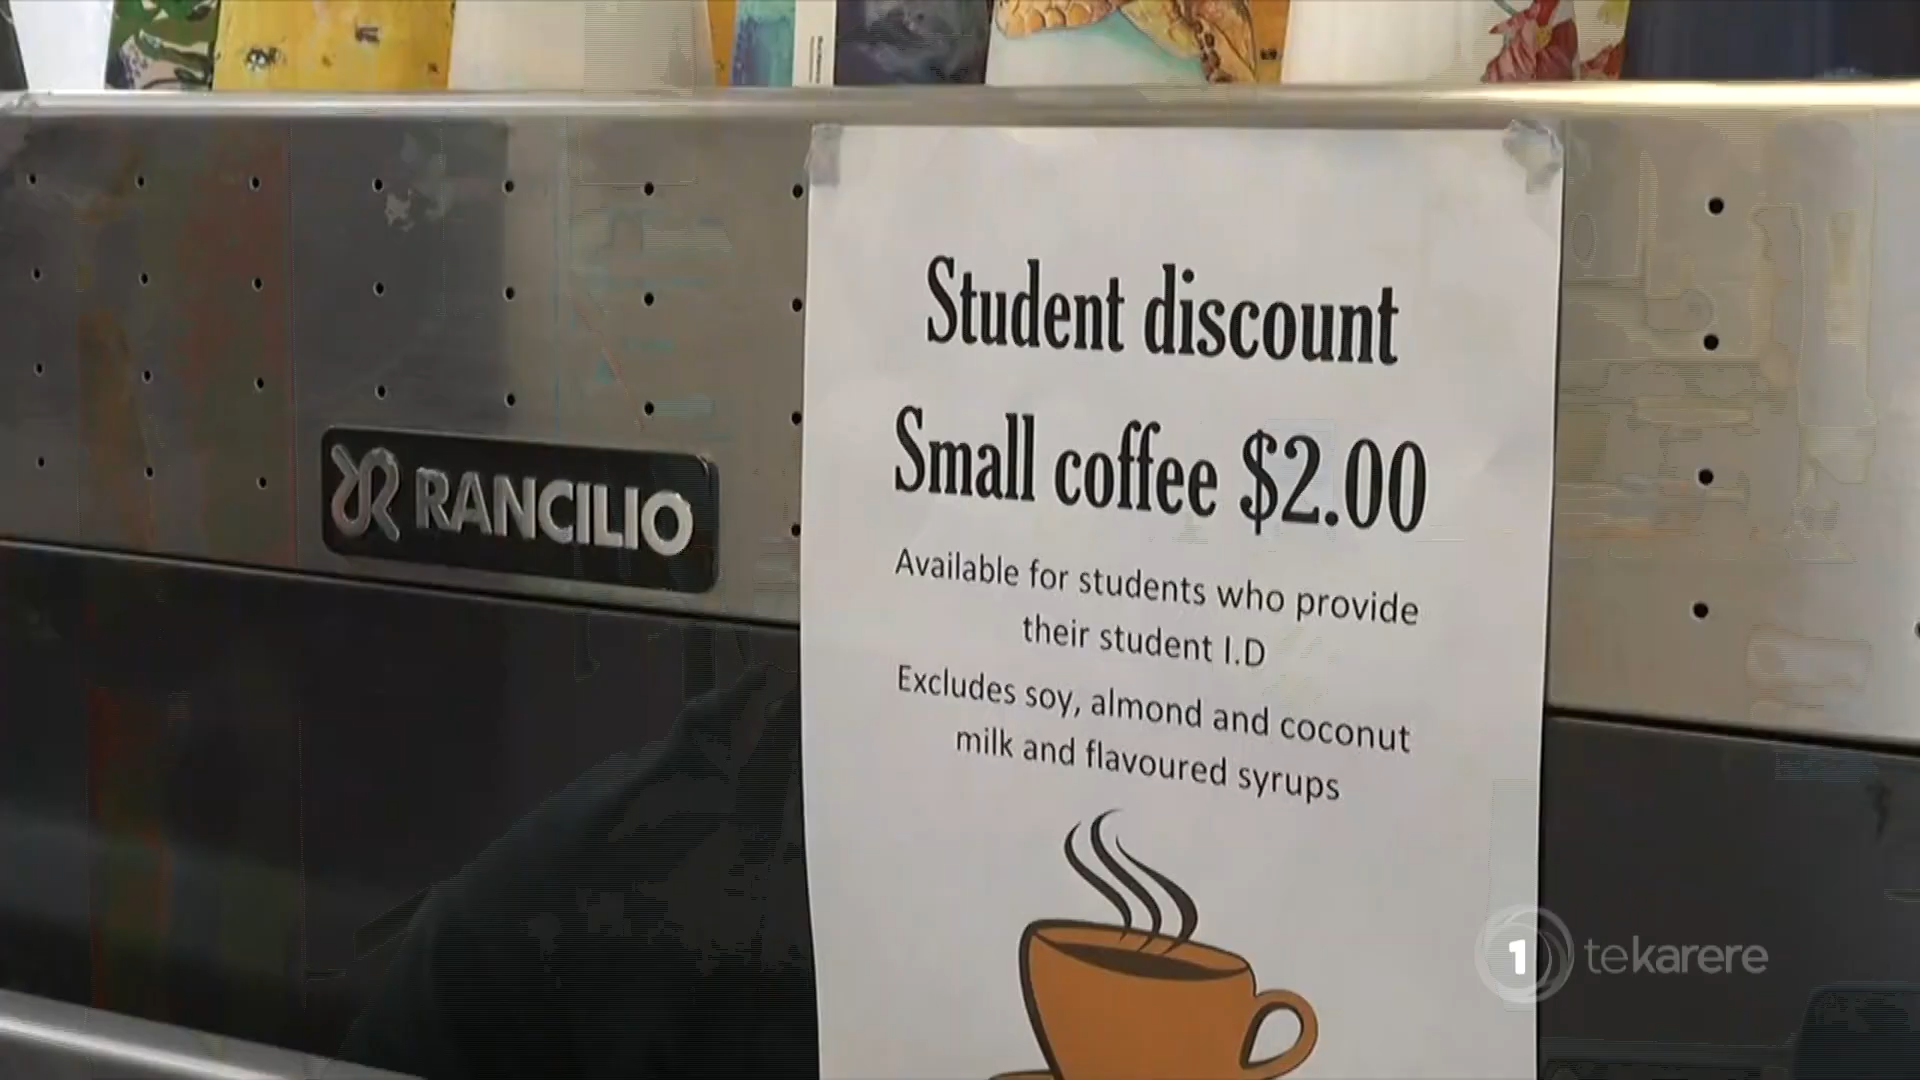 RANCILIO
Student discount
Small coffee $2.00
Available for students who provide
their student I.D
Excludes soy, almond and coconut
milk and flavoured syrups
1 tekarere